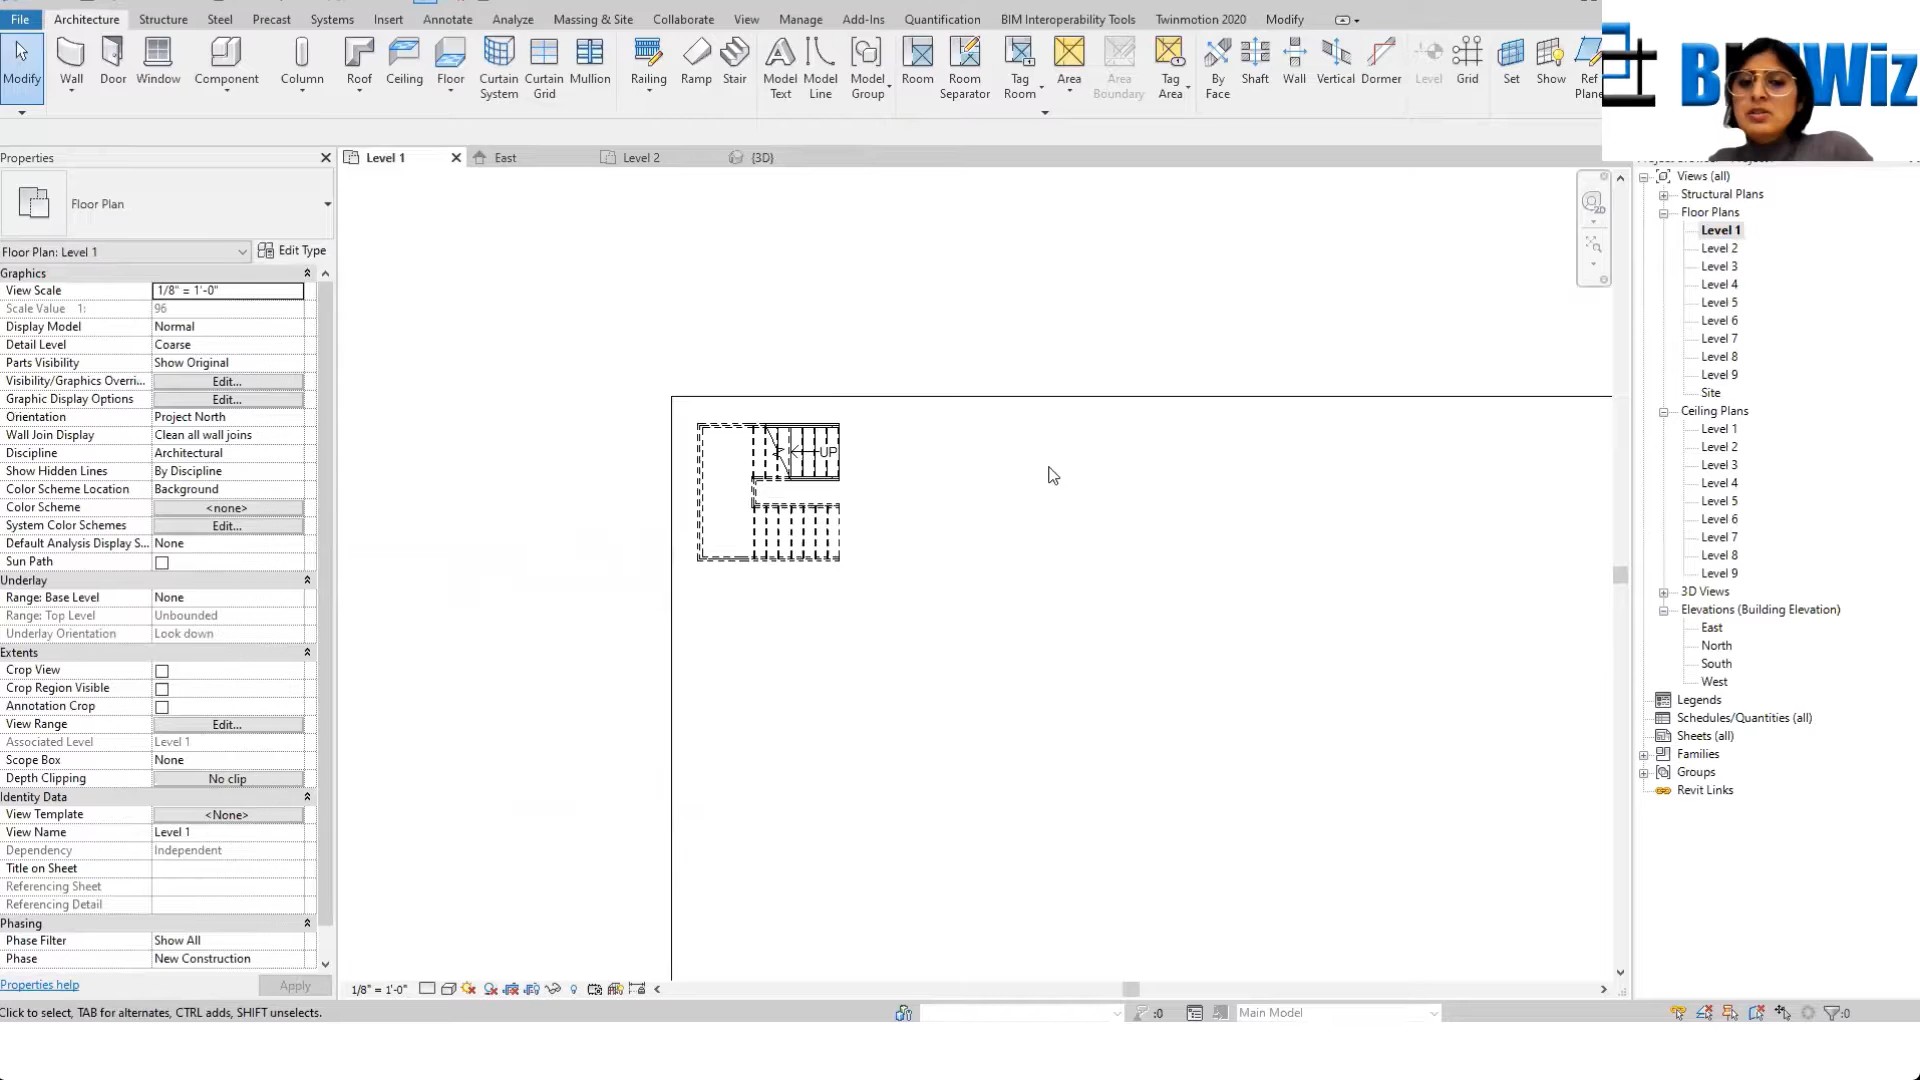 File Architecture Structure Steel Precast Systems Insert Annotate Analyze Massing & Site Collaborate View Manage Add-Ins Quantification BIM Interoperability Tools Twinmotion 2020 Modify
Modify Wall Door Window Component Column Roof Ceiling Floor Curtain System Curtain Grid Mullion Railing Ramp Stair Model Text Model Line Model Group Room Room Separator Tag Room Area Area Boundary Tag Area By Face Shaft Wall Vertical Dormer Level Grid Set Show Ref Plane
Properties
Level 1 East Level 2 {3D}
Floor Plan
Floor Plan: Level 1 Edit Type
Graphics
View Scale 1/8" = 1'-0"
Scale Value 1: 96
Display Model Normal
Detail Level Coarse
Parts Visibility Show Original
Visibility/Graphics Overri... Edit...
Graphic Display Options Edit...
Orientation Project North
Wall Join Display Clean all wall joins
Discipline Architectural
Show Hidden Lines By Discipline
Color Scheme Location Background
Color Scheme <none>
System Color Schemes Edit...
Default Analysis Display S... None
Sun Path
Underlay
Range: Base Level None
Range: Top Level Unbounded
Underlay Orientation Look down
Extents
Crop View
Crop Region Visible
Annotation Crop
View Range Edit...
Associated Level Level 1
Scope Box None
Depth Clipping No clip
Identity Data
View Template <None>
View Name Level 1
Dependency Independent
Title on Sheet
Referencing Sheet
Referencing Detail
Phasing
Phase Filter Show All
Phase New Construction
Properties help Apply
UP
Views (all)
Structural Plans
Floor Plans
Level 1
Level 2
Level 3
Level 4
Level 5
Level 6
Level 7
Level 8
Level 9
Site
Ceiling Plans
Level 1
Level 2
Level 3
Level 4
Level 5
Level 6
Level 7
Level 8
Level 9
3D Views
Elevations (Building Elevation)
East
North
South
West
Legends
Schedules/Quantities (all)
Sheets (all)
Families
Groups
Revit Links
1/8" = 1'-0"
Click to select, TAB for alternates, CTRL adds, SHIFT unselects. :0 Main Model :0